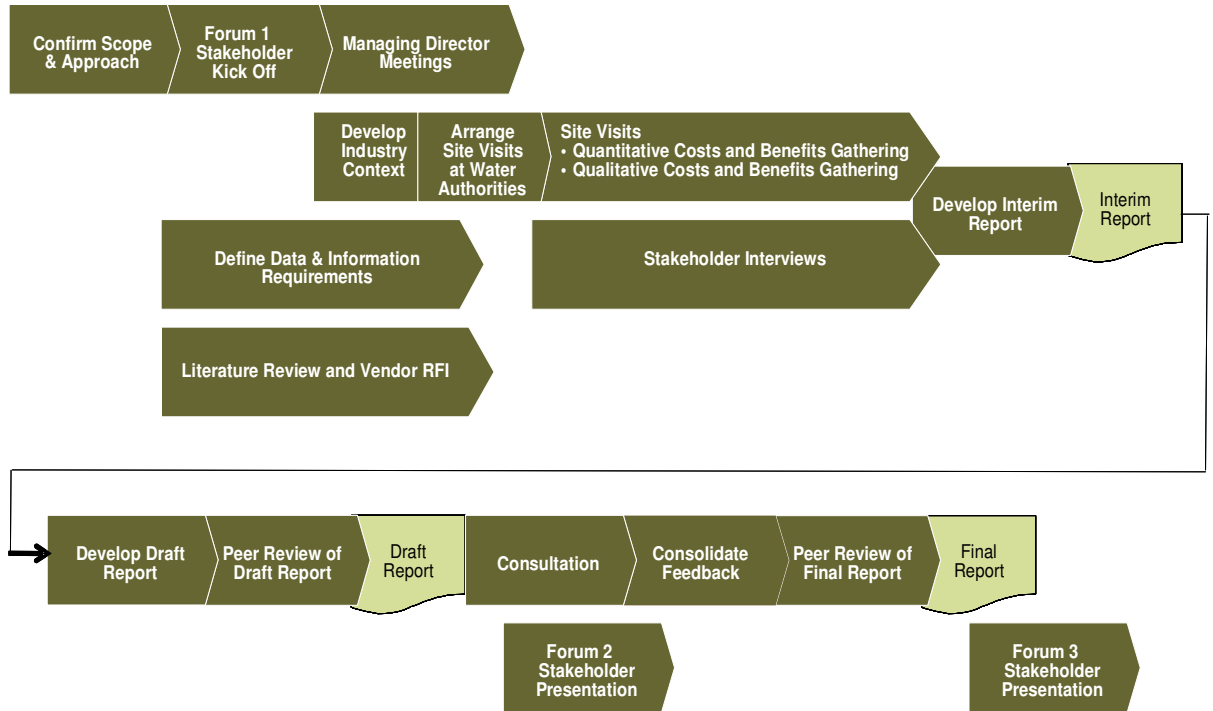 Confirm Scope
& Approach
Forum 1
Stakeholder
Kick Off
Managing Director
Meetings
Develop
Industry
Context
Arrange
Site Visits
at Water
Authorities
Site Visits
• Quantitative Costs and Benefits Gathering
• Qualitative Costs and Benefits Gathering
Develop Interim
Report
Interim
Report
Define Data & Information
Requirements
Stakeholder Interviews
Literature Review and Vendor RFI
Develop Draft
Report
Peer Review of
Draft Report
Draft
Report
Consultation
Consolidate
Feedback
Peer Review of
Final Report
Final
Report
Forum 2
Stakeholder
Presentation
Forum 3
Stakeholder
Presentation